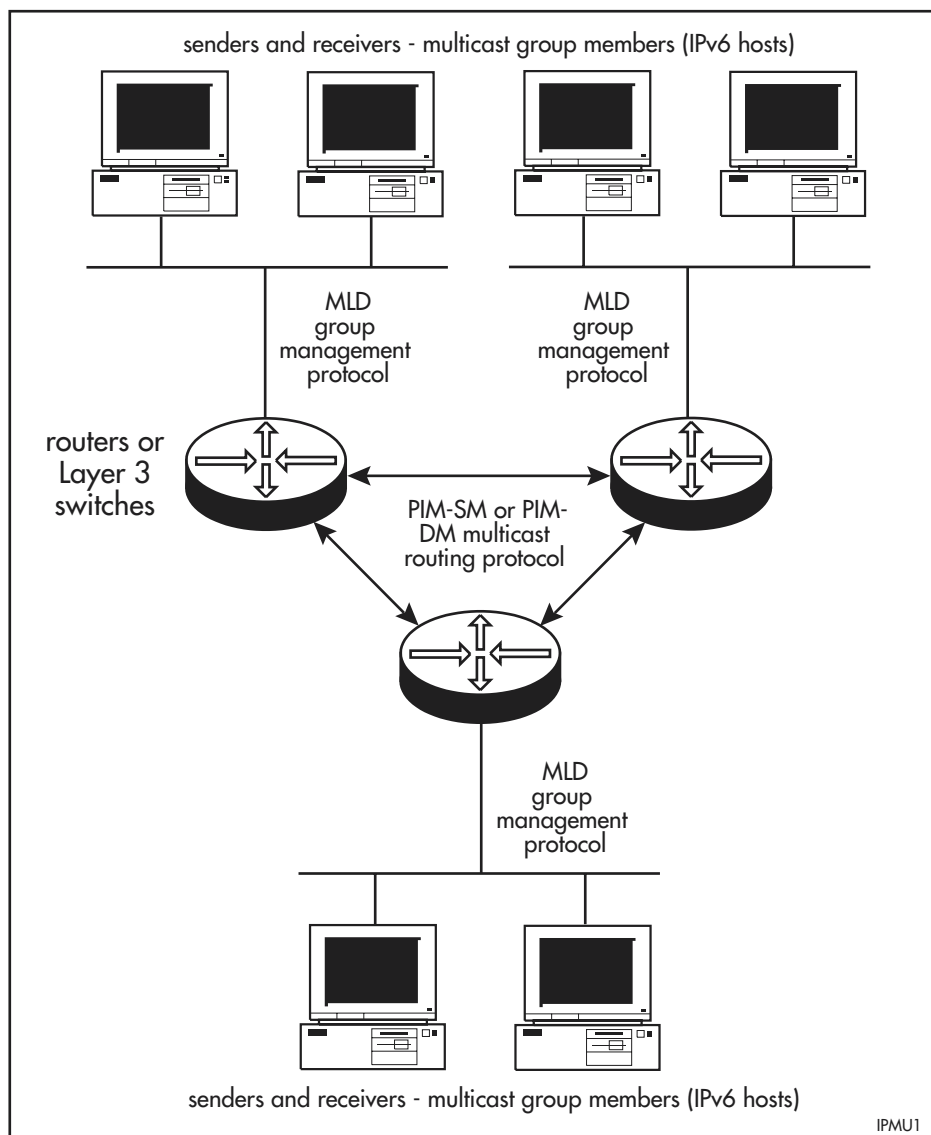 senders and receivers - multicast group members (IPv6 hosts)
MLD
group
management
protocol
MLD
group
management
protocol
routers or
Layer 3
switches
PIM-SM or PIM-
DM multicast
routing protocol
MLD
group
management
protocol
senders and receivers - multicast group members (IPv6 hosts)
IPMU1